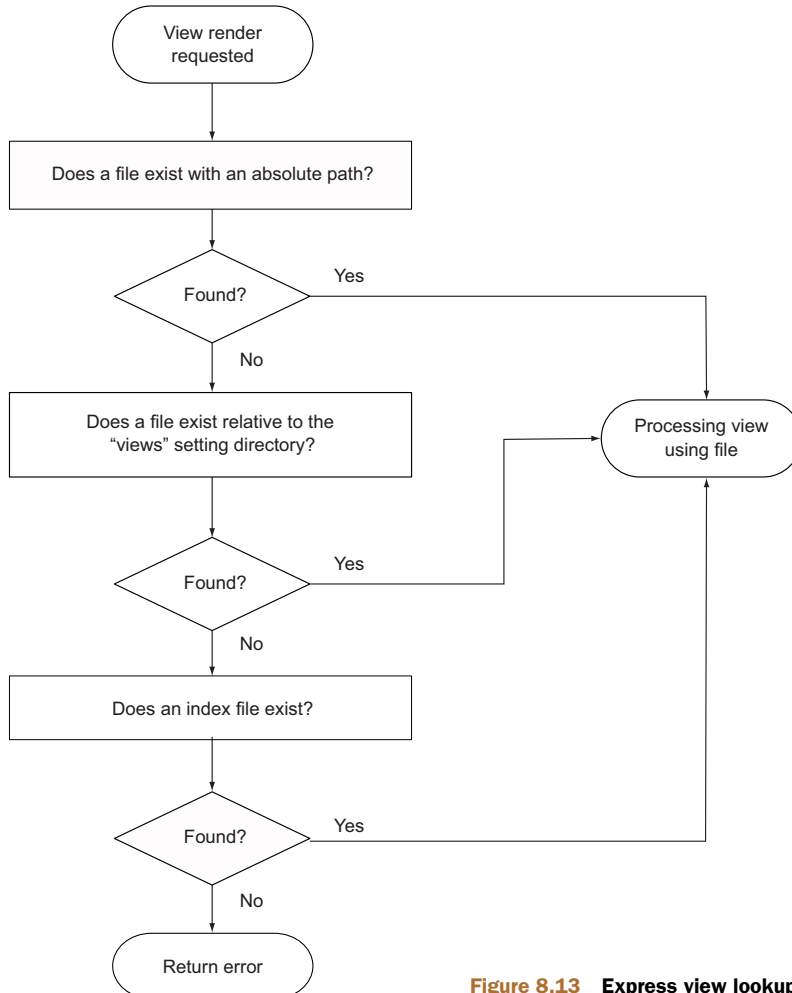 View render
requested
Does a file exist with an absolute path?
Found?
Yes
No
Does a file exist relative to the
“views” setting directory?
Processing view
using file
Found?
Yes
No
Does an index file exist?
Found?
Yes
No
Return error
Figure 8.13 Express view lookup